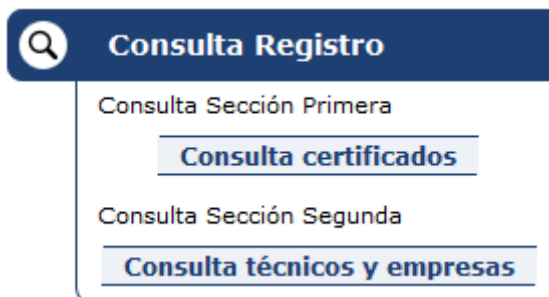 Consulta Registro
Consulta Sección Primera
Consulta certificados
Consulta Sección Segunda
Consulta técnicos y empresas